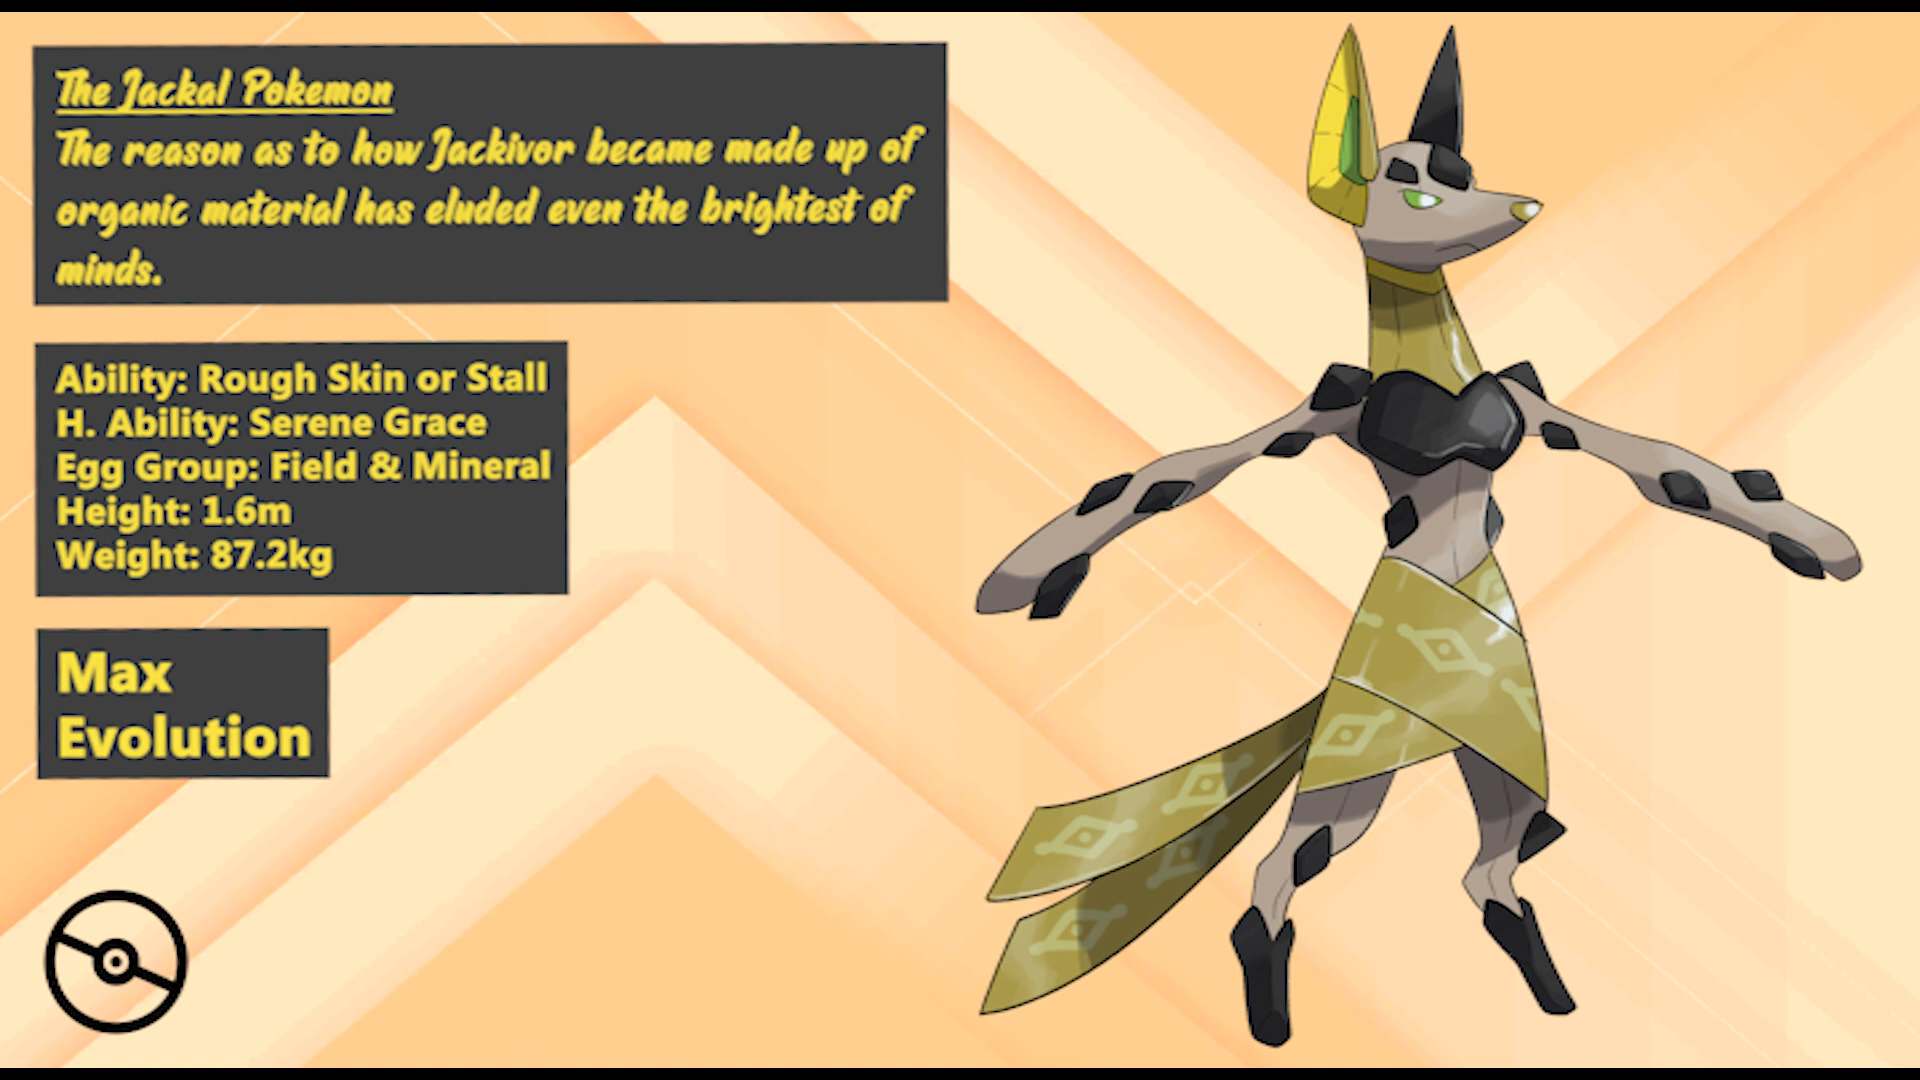 The Jackal Pokemon
The reason as to how Jackivor became made up of
organic material has eluded even the brightest of
minds.
Ability: Rough Skin or Stall
H. Ability: Serene Grace
Egg Group: Field & Mineral
Height: 1.6m
Weight: 87.2kg
Max
Evolution